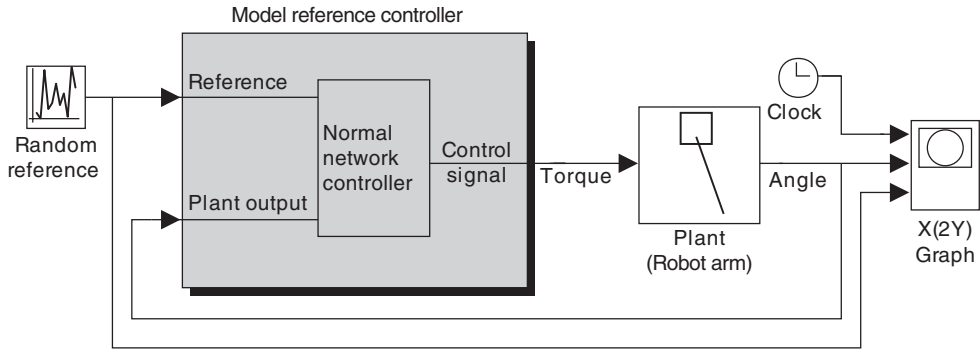 Model reference controller
Reference
Random
reference
Normal
network
controller
Control
signal
Plant output
Torque
Plant
(Robot arm)
Clock
Angle
X(2Y)
Graph